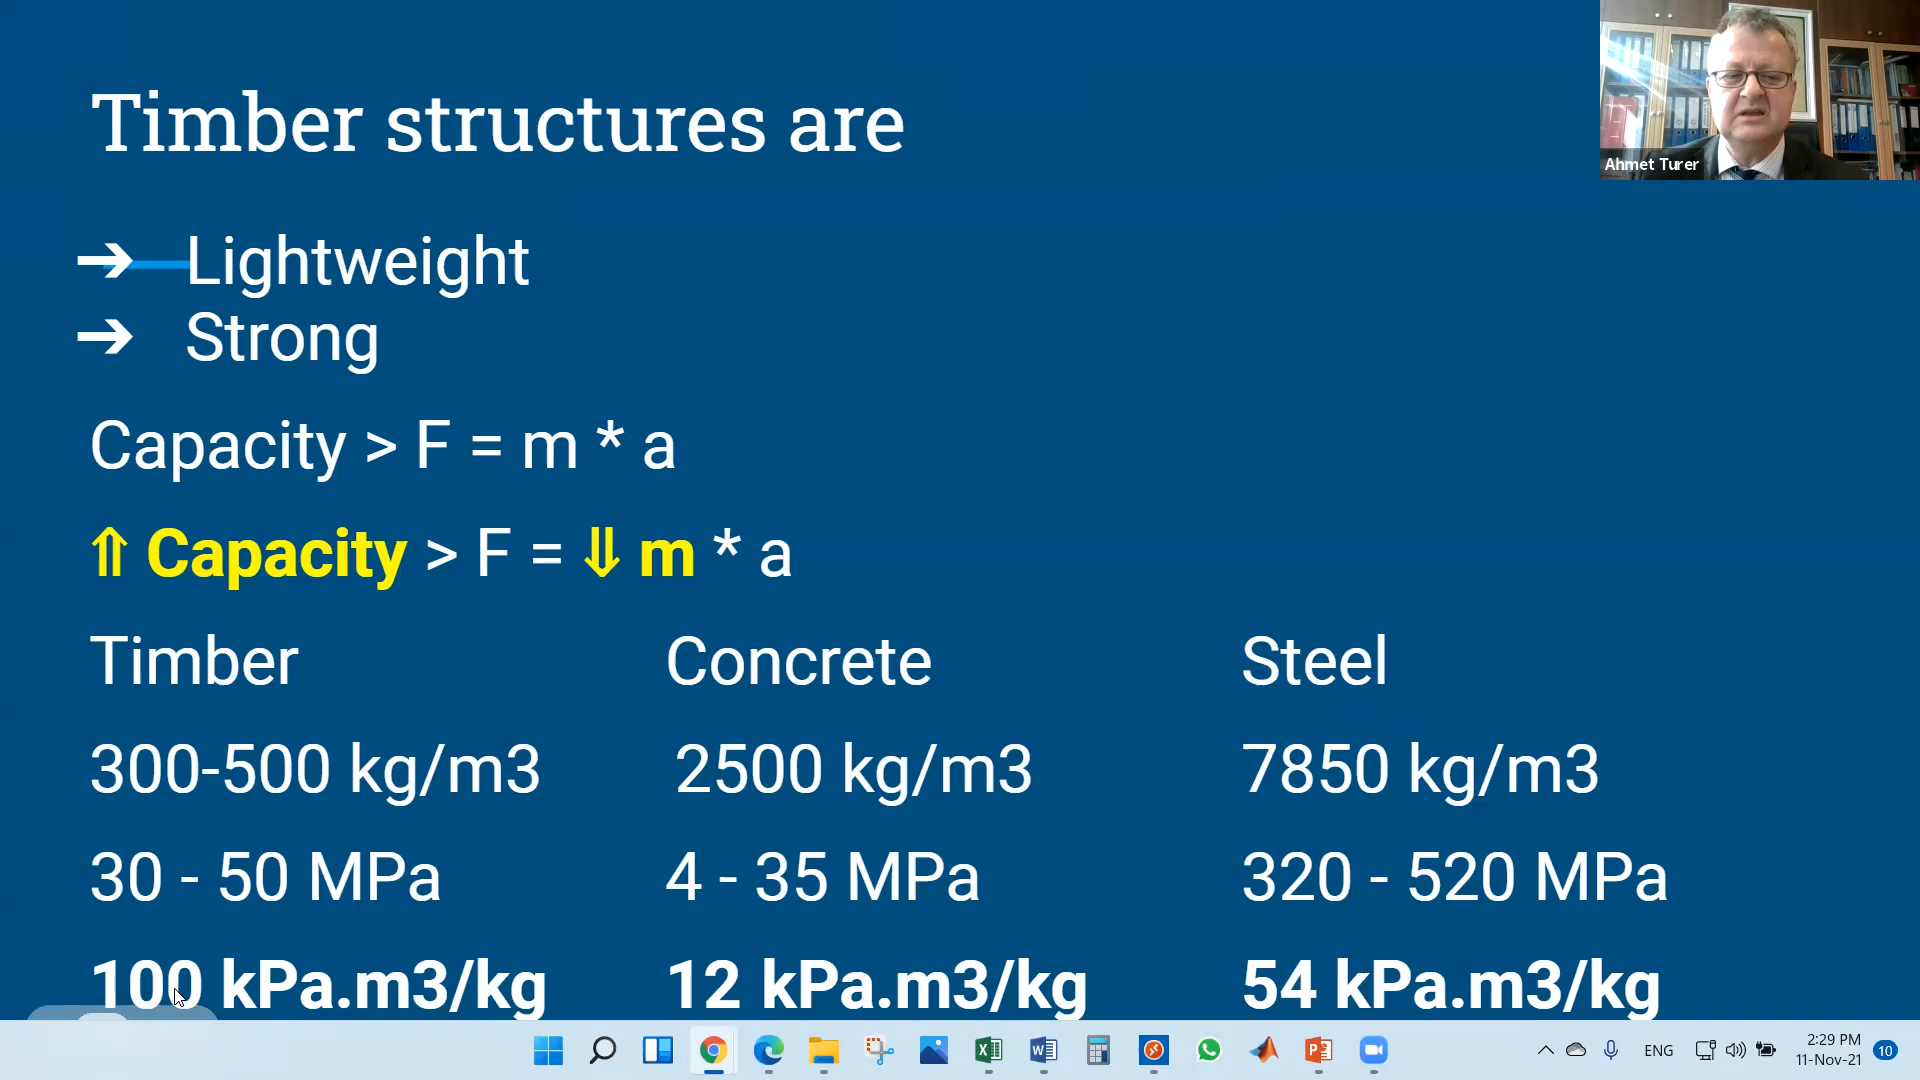 Timber structures are
Ahmet Turer
➔ Lightweight
➔ Strong
Capacity > F = m * a
⇑ Capacity > F = ⇓ m * a
Timber Concrete Steel
300-500 kg/m3 2500 kg/m3 7850 kg/m3
30 - 50 MPa 4 - 35 MPa 320 - 520 MPa
100 kPa.m3/kg 12 kPa.m3/kg 54 kPa.m3/kg
ENG
2:29 PM
11-Nov-21
10